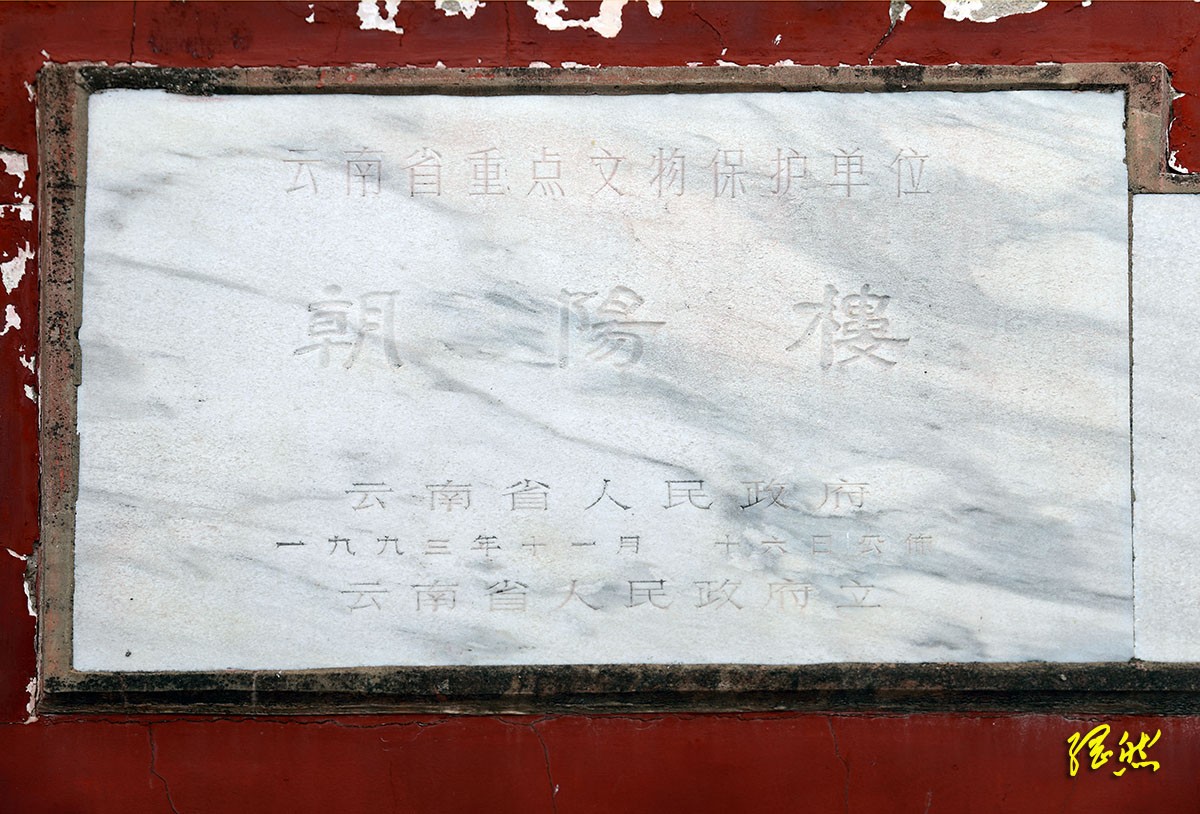 云南省重点文物保护单位
朝陽樓
云南省人民政府
一九九三年十一月 十六日公布
云南省人民政府立